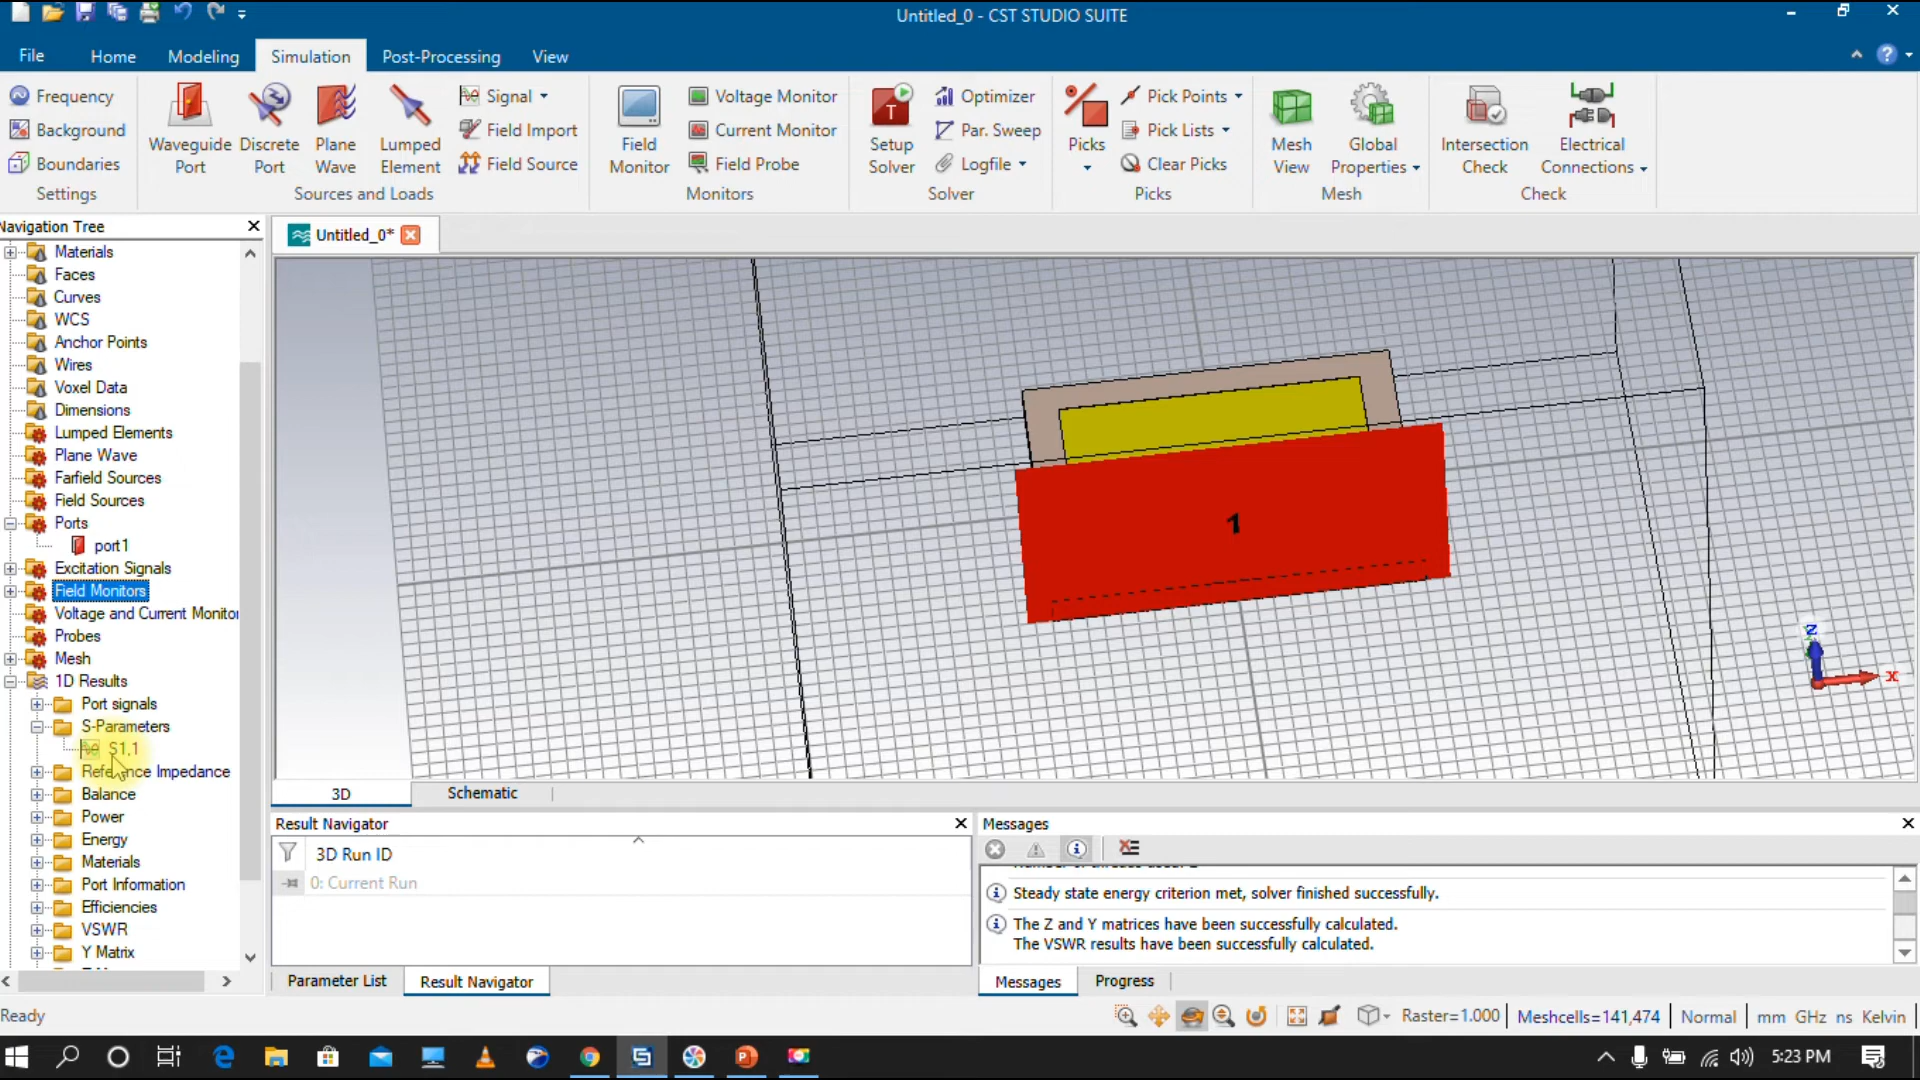 Untitled_0 - CST STUDIO SUITE
File Home Modeling Simulation Post-Processing View
Frequency
Background
Boundaries
Settings
Waveguide Port
Discrete Port
Plane Wave
Lumped Element
Signal
Field Import
Field Source
Sources and Loads
Field Monitor
Voltage Monitor
Current Monitor
Field Probe
Monitors
Setup Solver
Optimizer
Par. Sweep
Logfile
Solver
Picks
Pick Points
Pick Lists
Clear Picks
Picks
Mesh View
Global Properties
Mesh
Intersection Check
Electrical Connections
Check
Navigation Tree
Untitled_0*
Materials
Faces
Curves
WCS
Anchor Points
Wires
Voxel Data
Dimensions
Lumped Elements
Plane Wave
Farfield Sources
Field Sources
Ports
port1
Excitation Signals
Field Monitors
Voltage and Current Monitor
Probes
Mesh
1D Results
Port signals
S-Parameters
S1,1
Reference Impedance
Balance
Power
Energy
Materials
Port Information
Efficiencies
VSWR
Y Matrix
1
z
x
3D Schematic
Result Navigator
3D Run ID
0: Current Run
Parameter List Result Navigator
Messages
Steady state energy criterion met, solver finished successfully.
The Z and Y matrices have been successfully calculated.
The VSWR results have been successfully calculated.
Messages Progress
Ready
Raster=1.000 Meshcells=141,474 Normal mm GHz ns Kelvin
5:23 PM